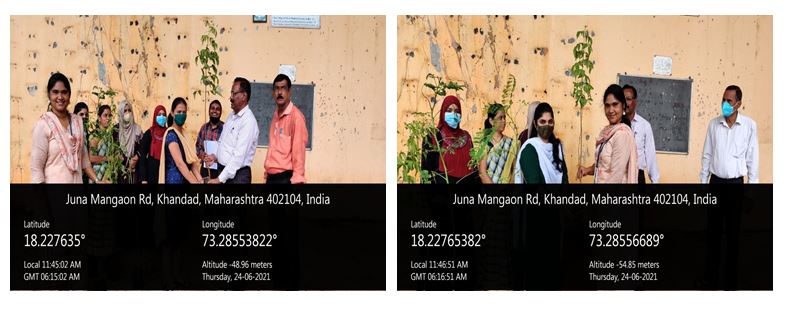 Juna Mangaon Rd, Khandad, Maharashtra 402104, India
Latitude
18.227635°
Longitude
73.28553822°
Local 11:45:02 AM
GMT 06:15:02 AM
Altitude -48.96 meters
Thursday, 24-06-2021
Juna Mangaon Rd, Khandad, Maharashtra 402104, India
Latitude
18.22765382°
Longitude
73.28556689°
Local 11:46:51 AM
GMT 06:16:51 AM
Altitude -54.85 meters
Thursday, 24-06-2021